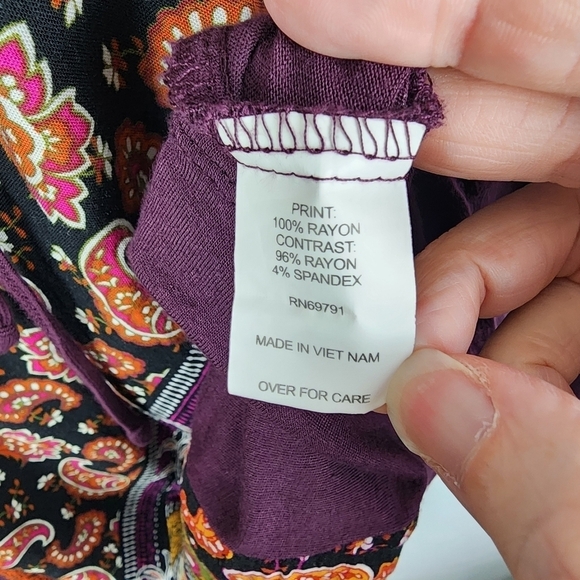 PRINT:
100% RAYON
CONTRAST:
96% RAYON
4% SPANDEX
RN69791
MADE IN VIET NAM
OVER FOR CARE